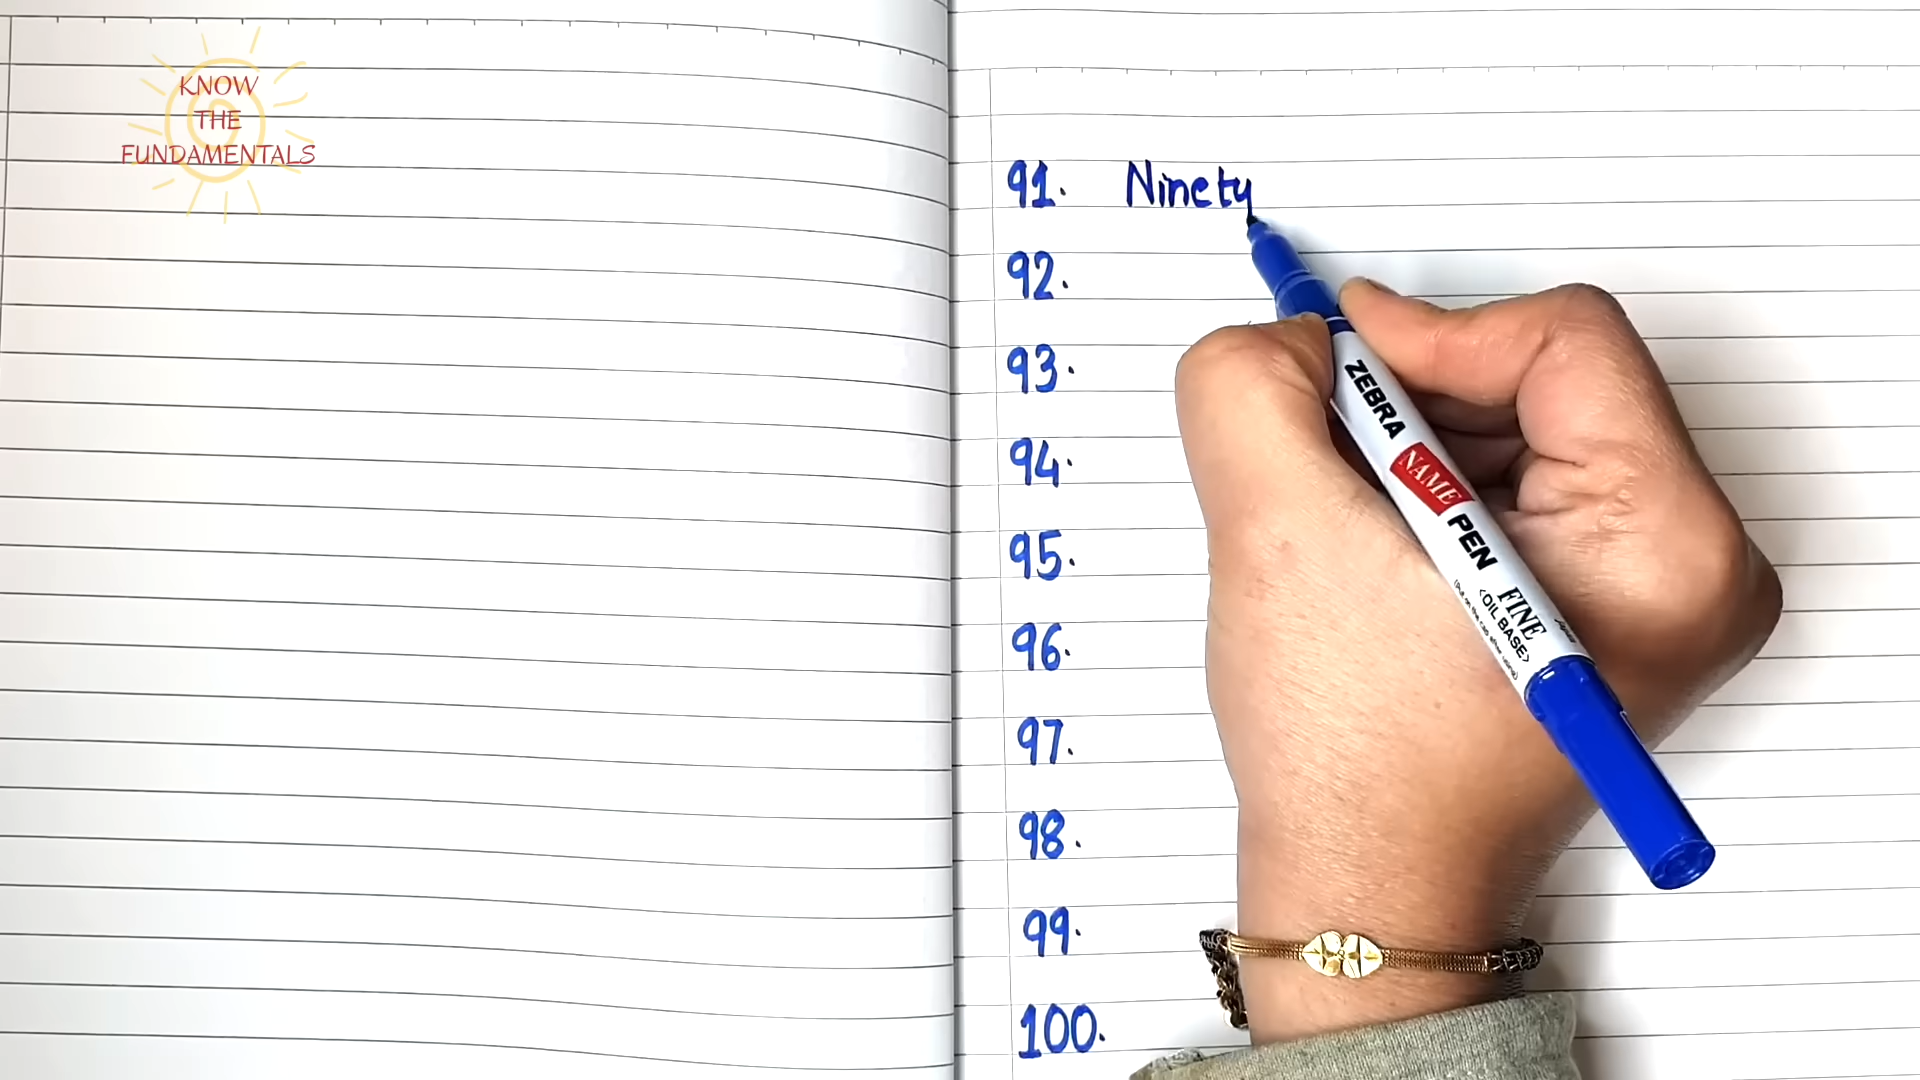 KNOW
THE
FUNDAMENTALS
91. Ninety
92.
93.
94.
95.
96.
97.
98.
99.
100.
ZEBRA NAME PEN FINE
<OIL BASE>